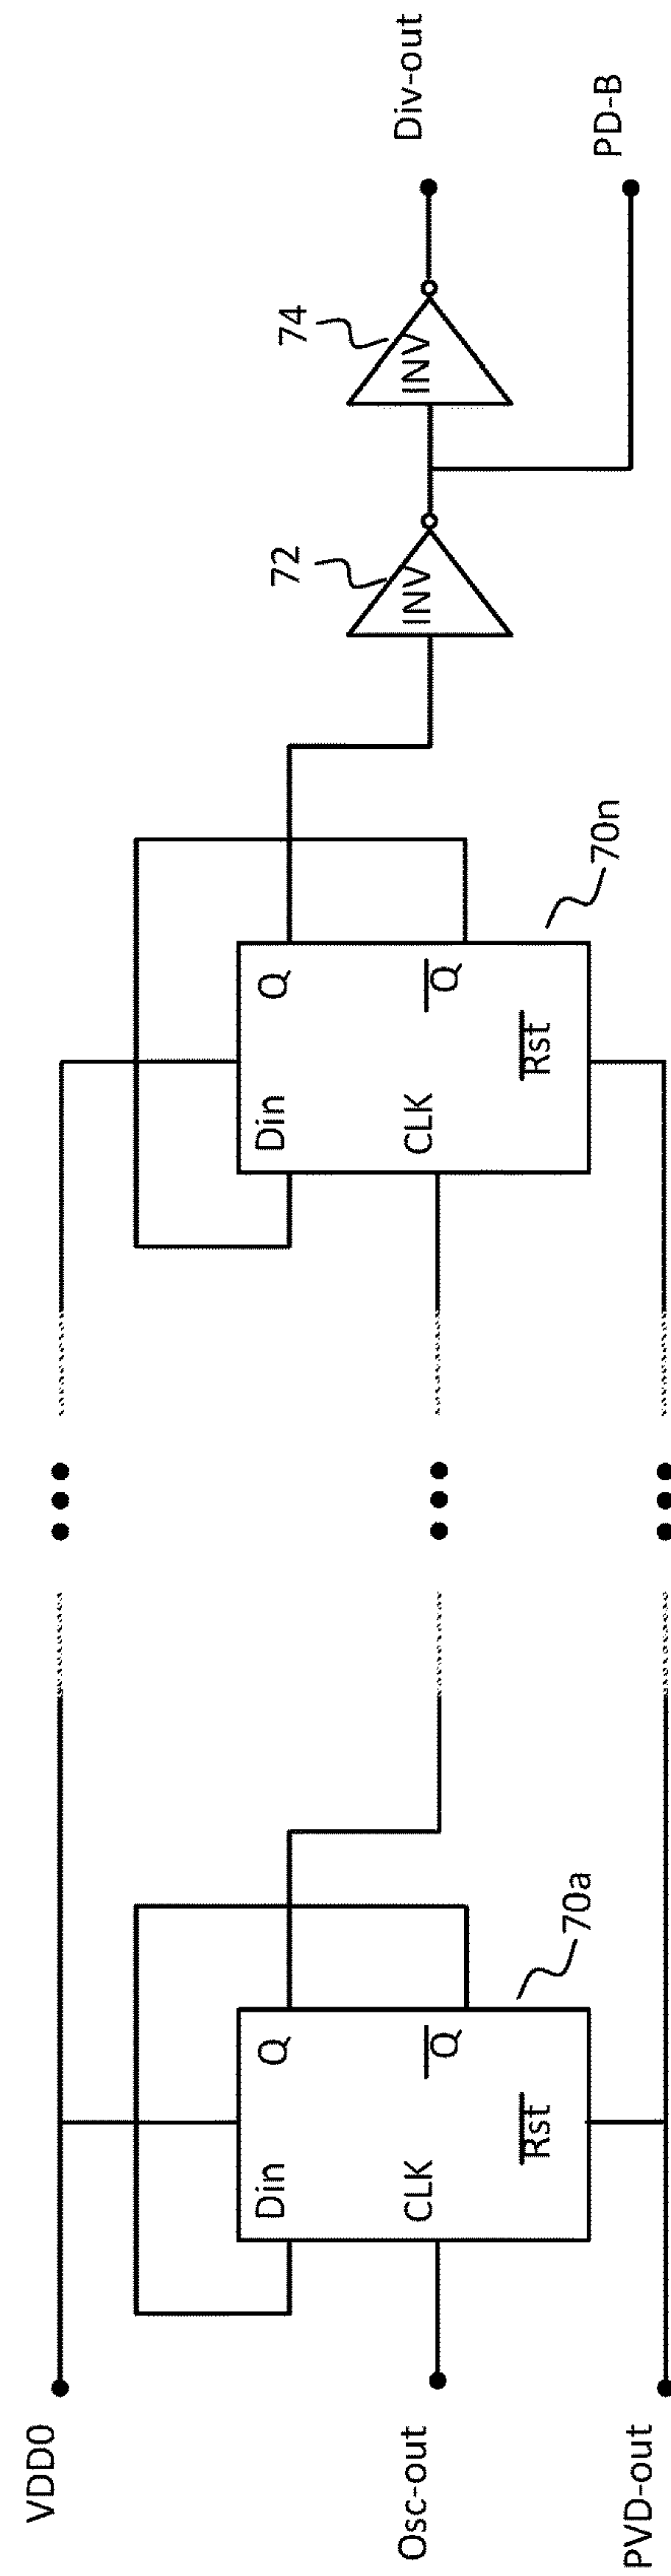 VDD0
Osc-out
PVD-out
Din
Q
CLK
Q
Rst
70a
Din
Q
CLK
Q
Rst
70n
INV
72
INV
74
Div-out
PD-B